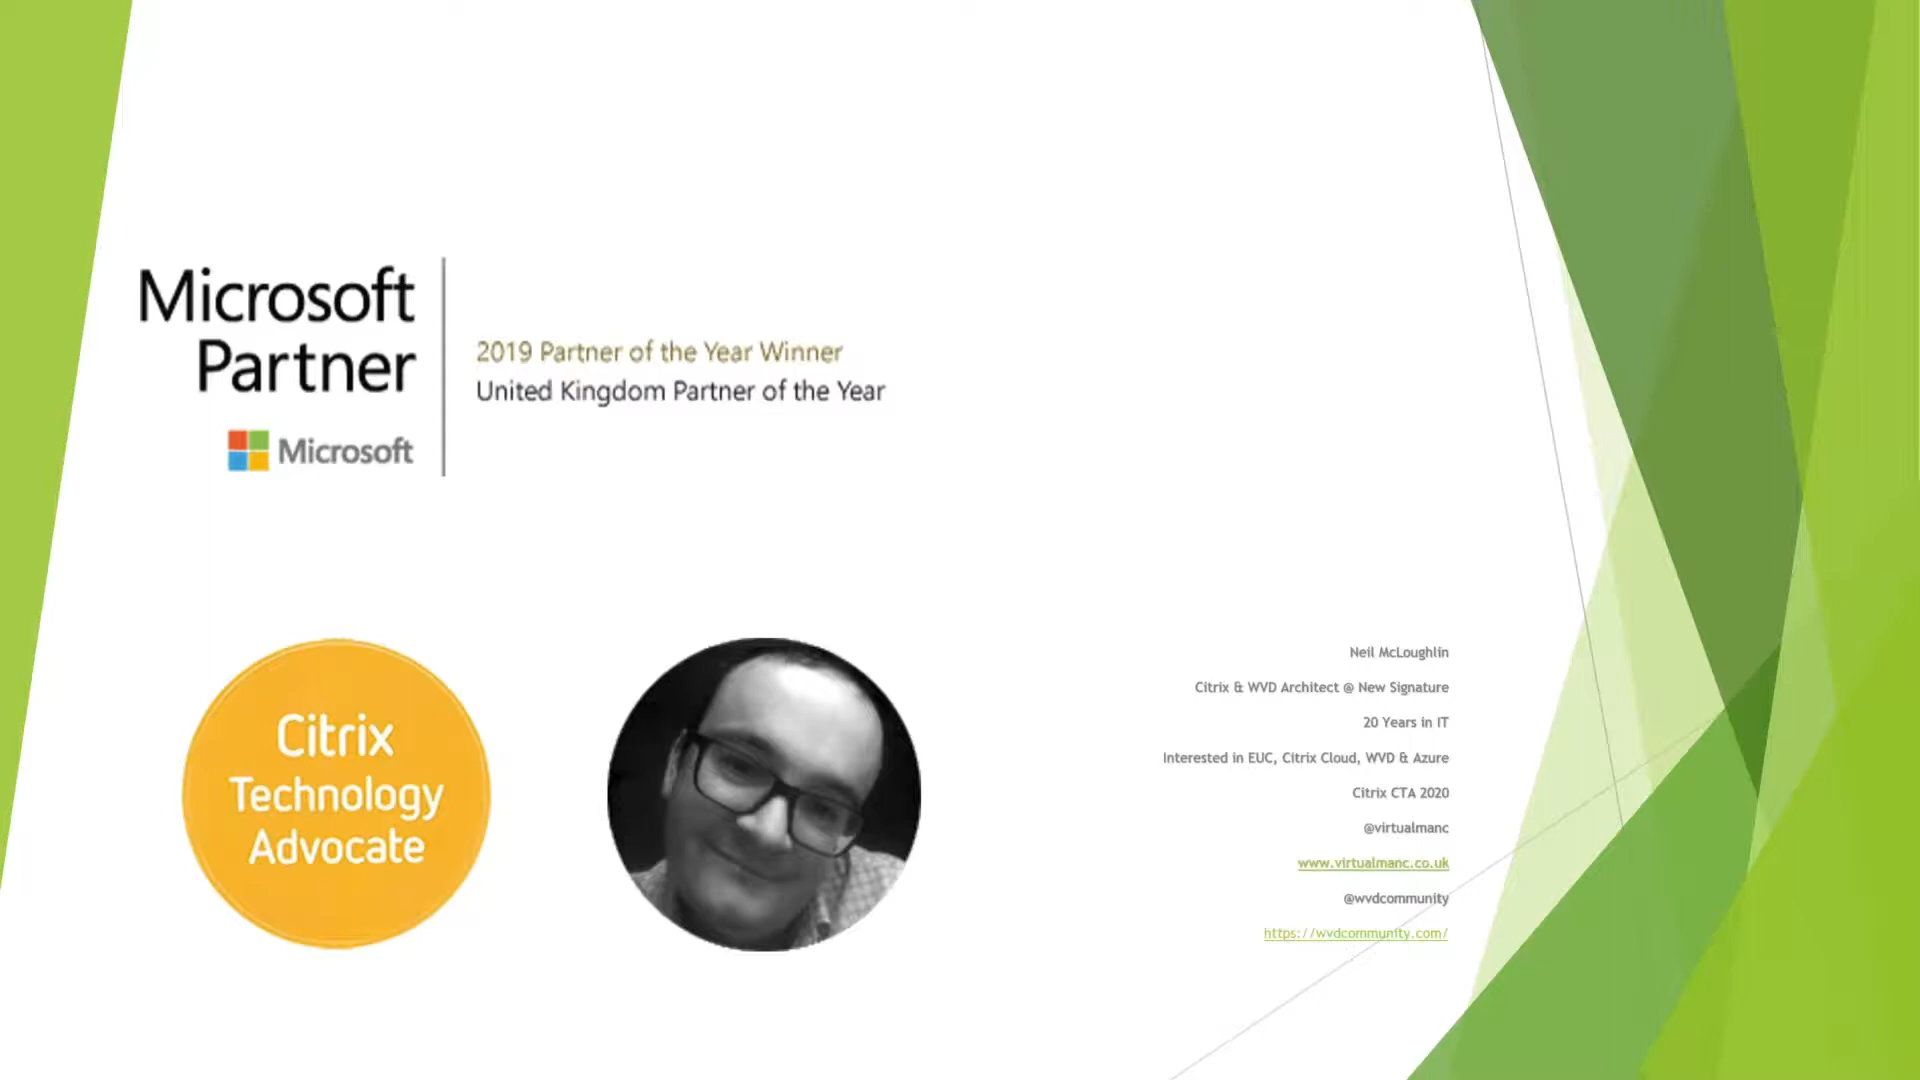 Microsoft
Partner
Microsoft
2019 Partner of the Year Winner
United Kingdom Partner of the Year
Citrix
Technology
Advocate
Neil McLoughlin
Citrix & WVD Architect @ New Signature
20 Years in IT
Interested in EUC, Citrix Cloud, WVD & Azure
Citrix CTA 2020
@virtualmanc
www.virtualmanc.co.uk
@wvdcommunity
https://wvdcommunity.com/